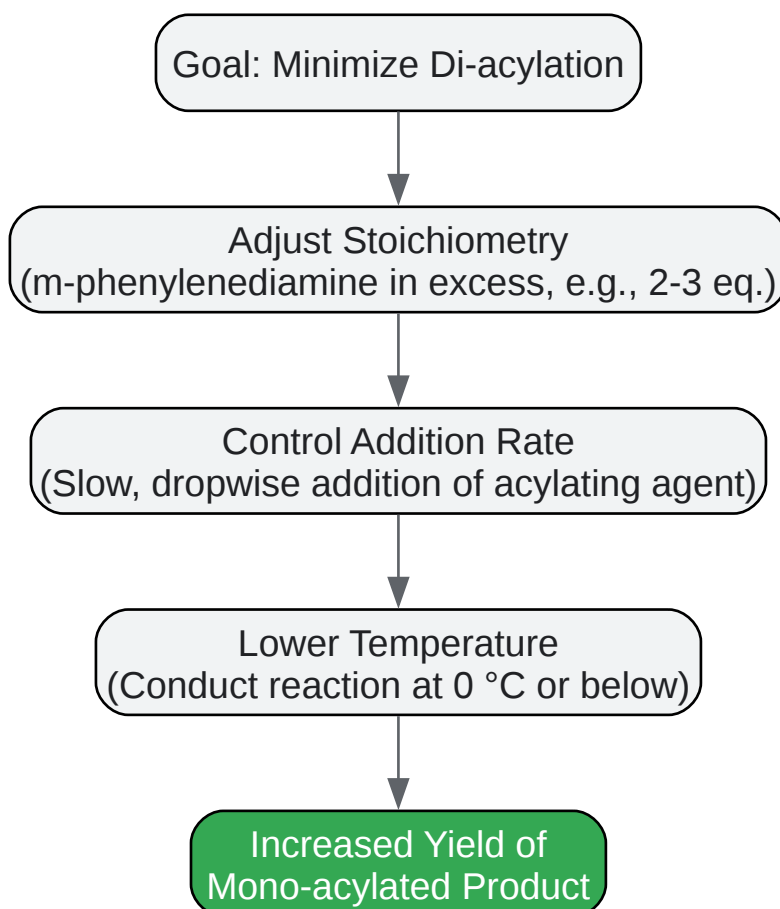 Goal: Minimize Di-acylation
Adjust Stoichiometry
(m-phenylenediamine in excess, e.g., 2-3 eq.)
Control Addition Rate
(Slow, dropwise addition of acylating agent)
Lower Temperature
(Conduct reaction at 0 °C or below)
Increased Yield of
Mono-acylated Product